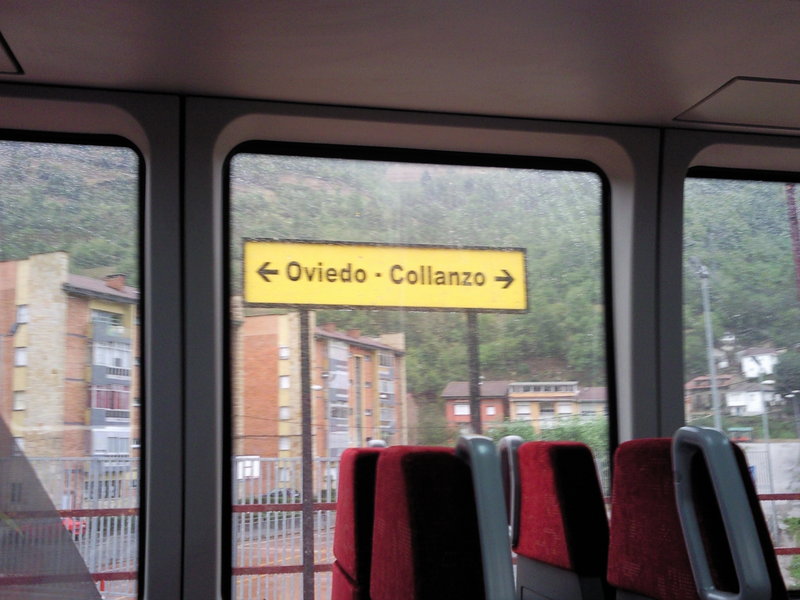 ← Oviedo - Collanzo →